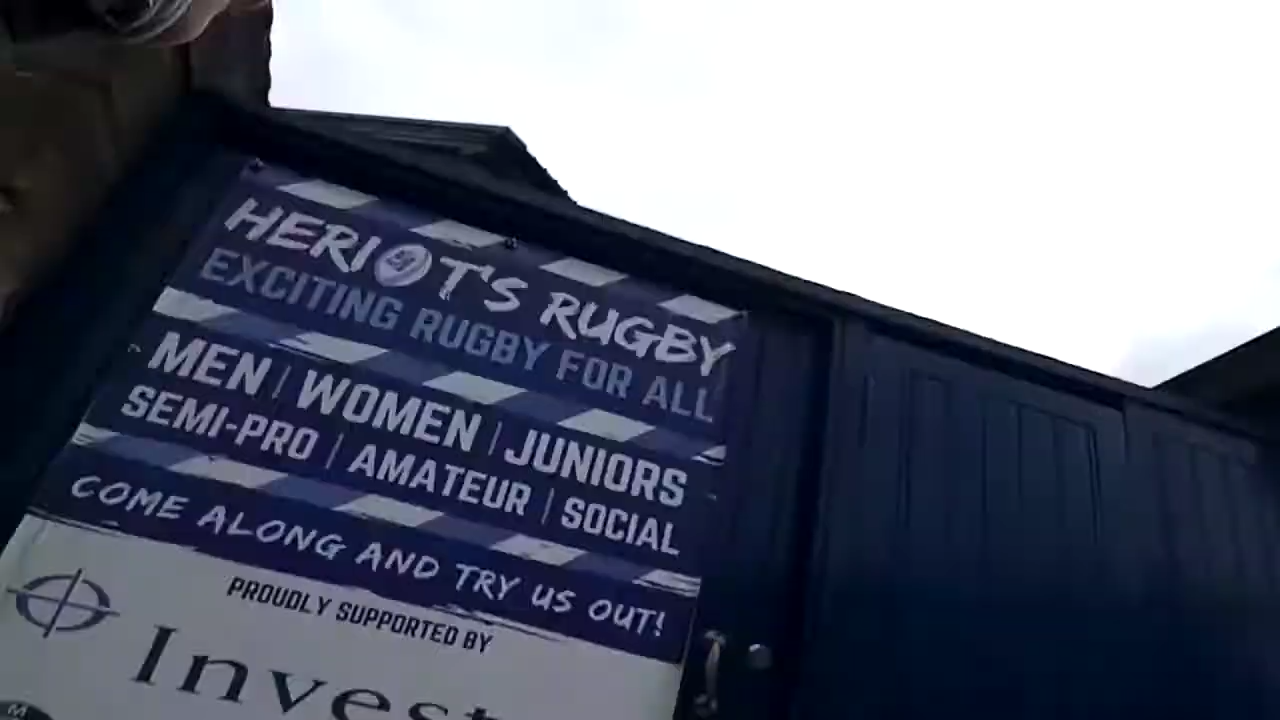 HERIOT'S RUGBY
EXCITING RUGBY FOR ALL
MEN | WOMEN | JUNIORS
SEMI-PRO | AMATEUR | SOCIAL
COME ALONG AND TRY US OUT!
PROUDLY SUPPORTED BY
Invest
M